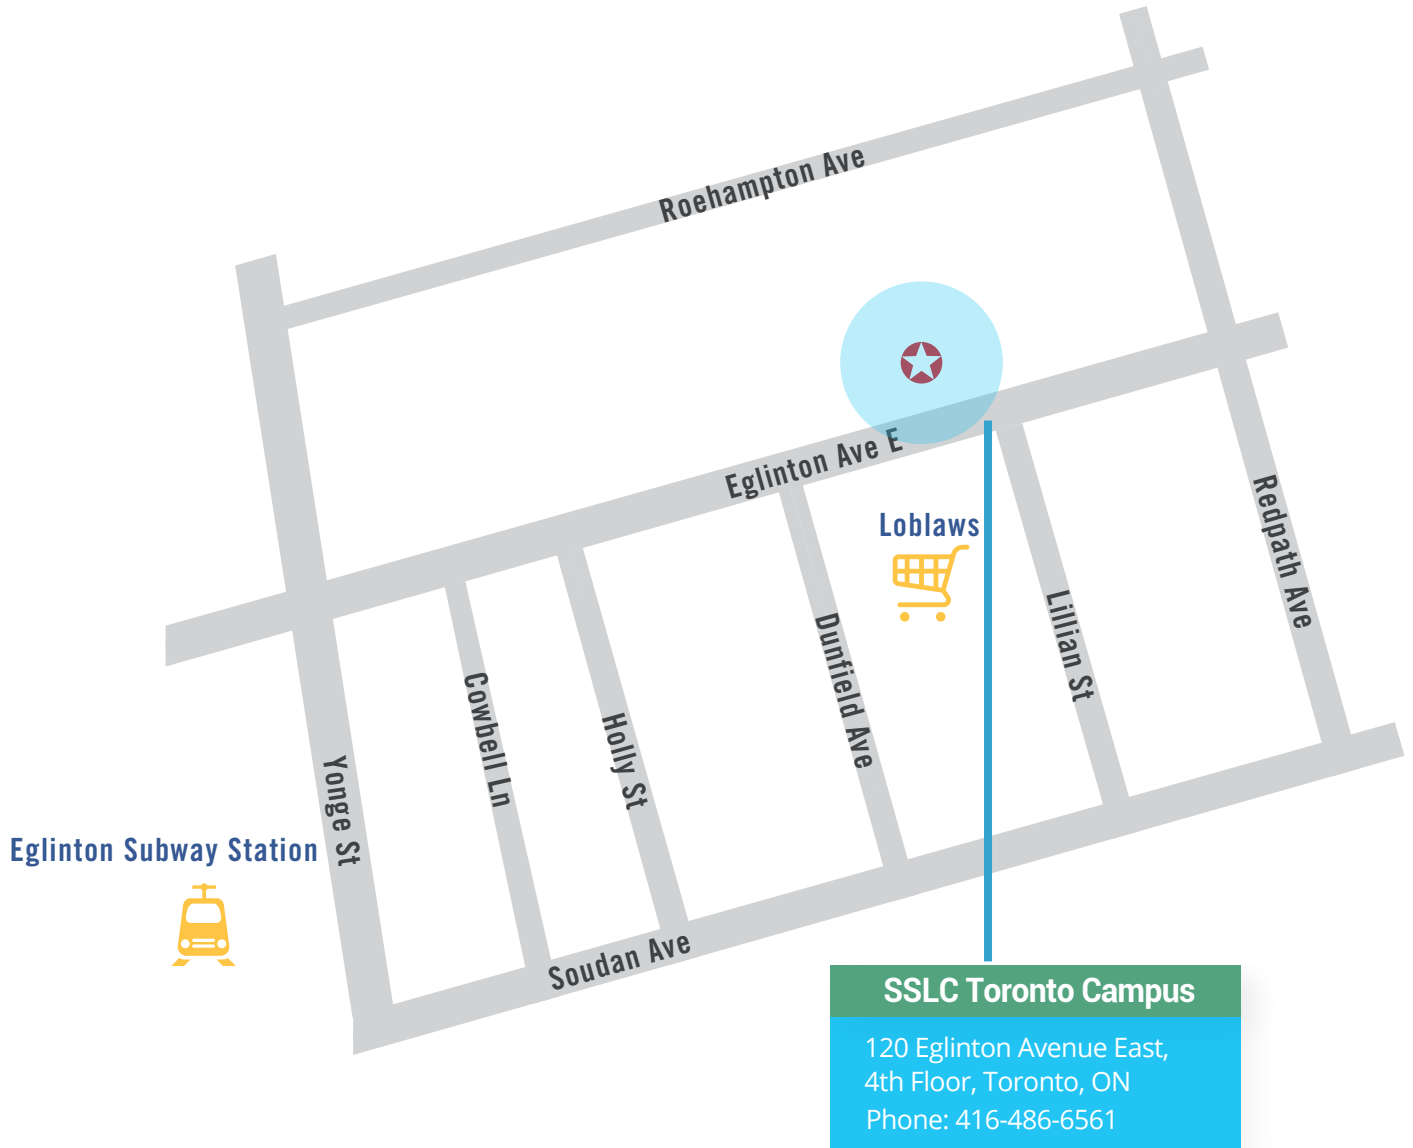 Roehampton Ave
Eglinton Ave E
Loblaws
Redpath Ave
Lillian St
Dunfield Ave
Cowbell Ln
Holly St
Yonge St
Eglinton Subway Station
Soudan Ave
SSLC Toronto Campus
120 Eglinton Avenue East,
4th Floor, Toronto, ON
Phone: 416-486-6561